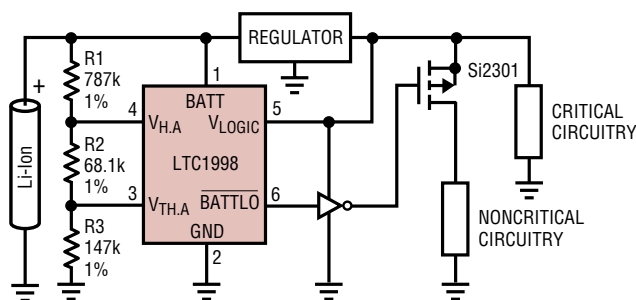 REGULATOR
R1
787k
1%
R2
68.1k
1%
R3
147k
1%
+
Li-Ion
1
BATT
4
VH.A
VLOGIC
5
LTC1998
3
VTH.A
BATTLO
6
GND
2
Si2301
CRITICAL
CIRCUITRY
NONCRITICAL
CIRCUITRY